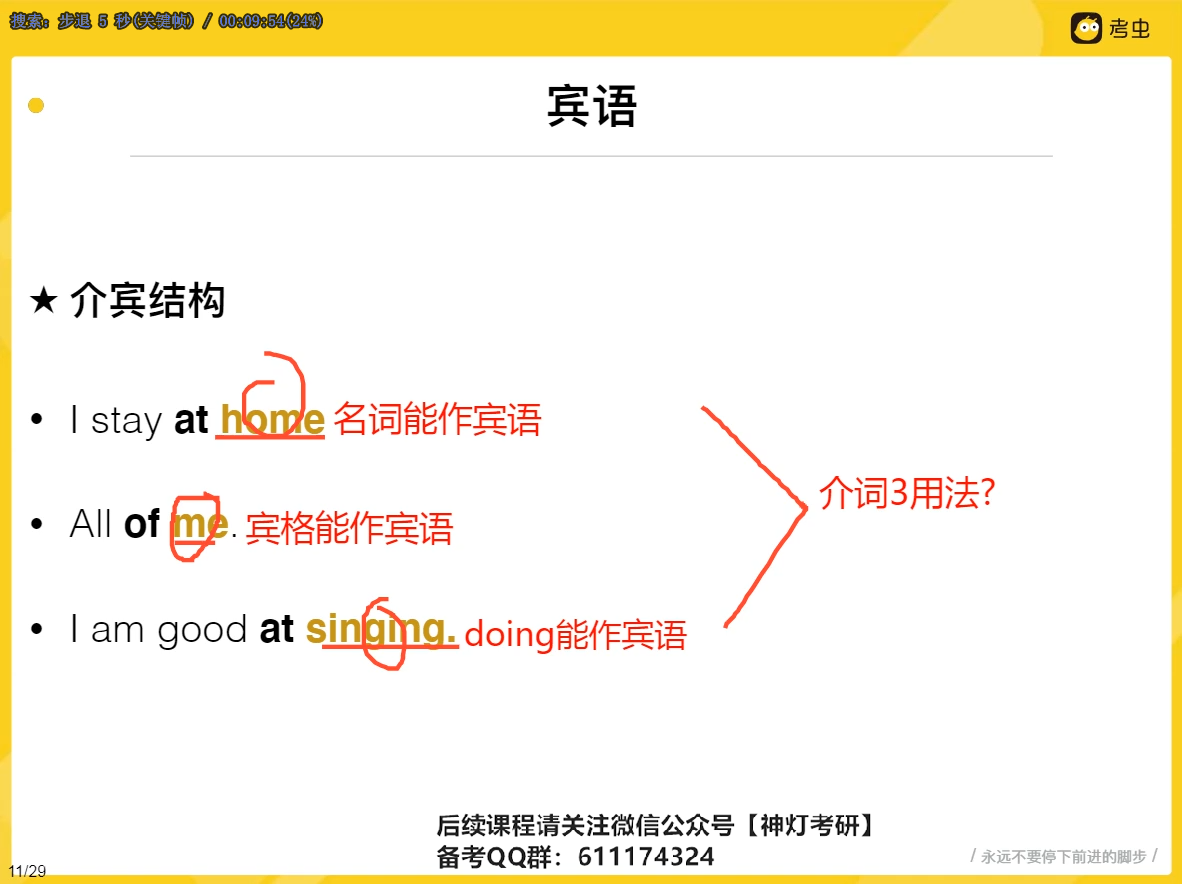 搜索: 步退 5 秒(关键帧) / 00:09:54(24%)
考虫
宾语
★ 介宾结构
• I stay at home 名词能作宾语
介词3用法?
• All of me. 宾格能作宾语
• I am good at singing. doing能作宾语
后续课程请关注微信公众号【神灯考研】
备考QQ群：611174324
/ 永远不要停下前进的脚步 /
11/29